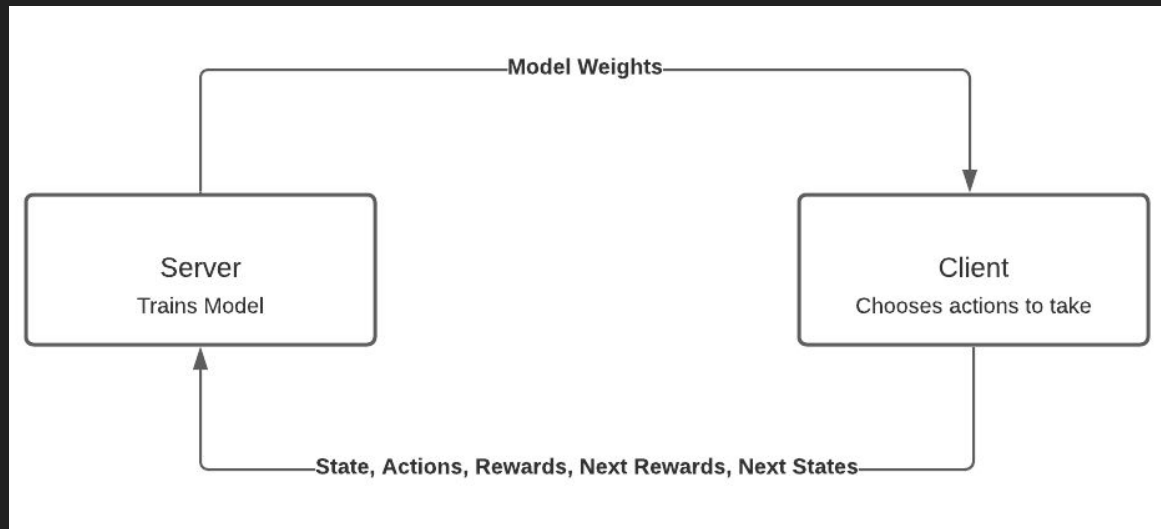 Model Weights
Server
Trains Model
Client
Chooses actions to take
State, Actions, Rewards, Next Rewards, Next States